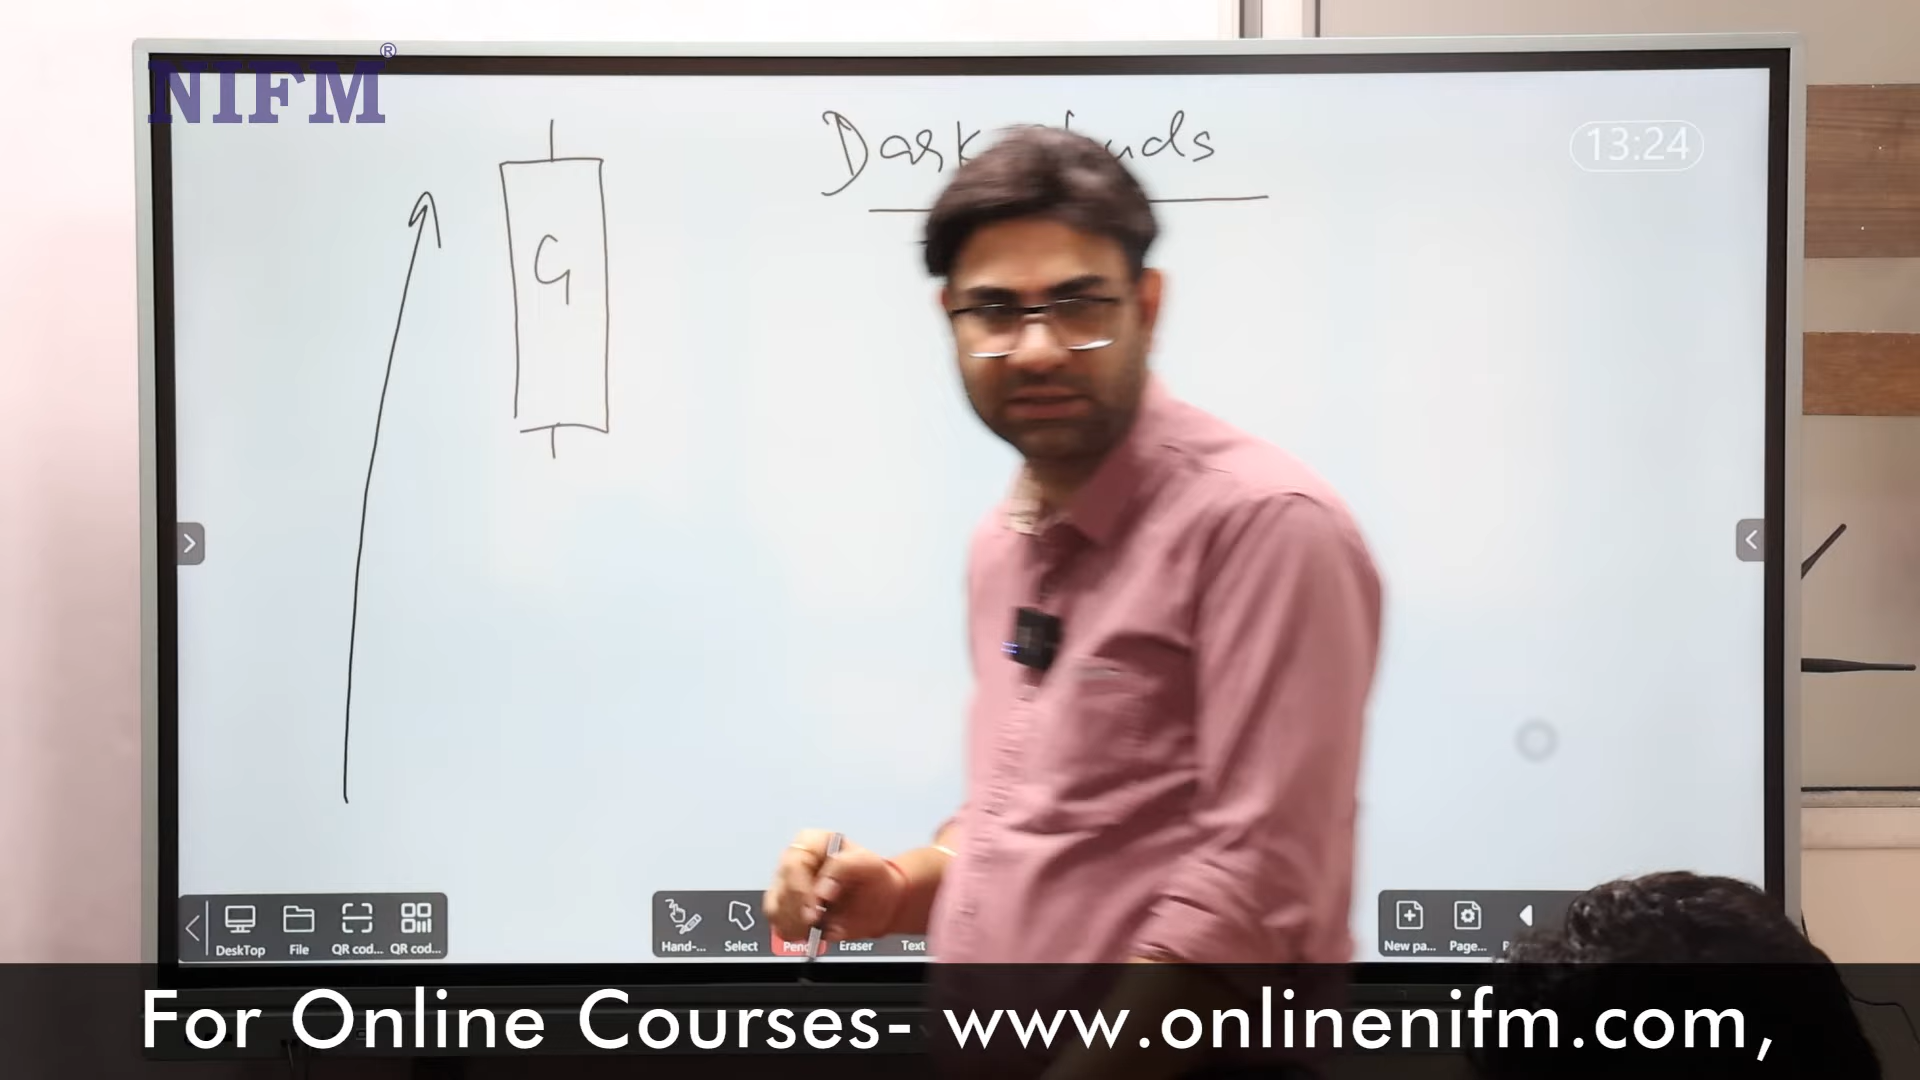 NIFM®
Dark
13:24
G
DeskTop
File
QR cod...
QR cod...
Hand-...
Select
Eraser
Text
New pa...
Page...
For Online Courses- www.onlinenifm.com,